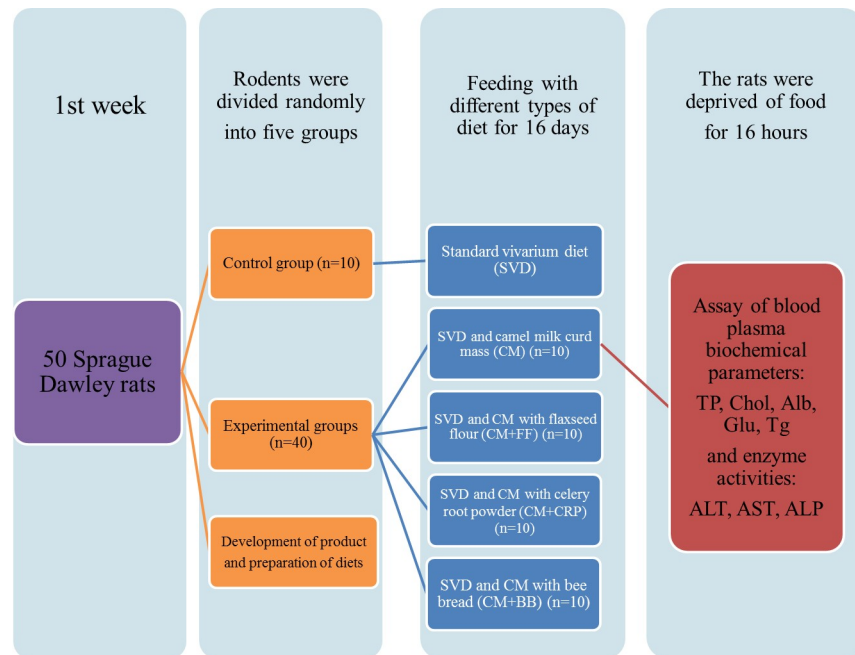 1st week
Rodents were
divided randomly
into five groups
Feeding with
different types of
diet for 16 days
The rats were
deprived of food
for 16 hours
50 Sprague
Dawley rats
Control group (n=10)
Experimental groups
(n=40)
Development of product
and preparation of diets
Standard vivarium diet
(SVD)
SVD and camel milk curd
mass (CM) (n=10)
SVD and CM with flaxseed
flour (CM+FF) (n=10)
SVD and CM with celery
root powder (CM+CRP)
(n=10)
SVD and CM with bee
bread (CM+BB) (n=10)
Assay of blood
plasma
biochemical
parameters:
TP, Chol, Alb,
Glu, Tg
and enzyme
activities:
ALT, AST, ALP